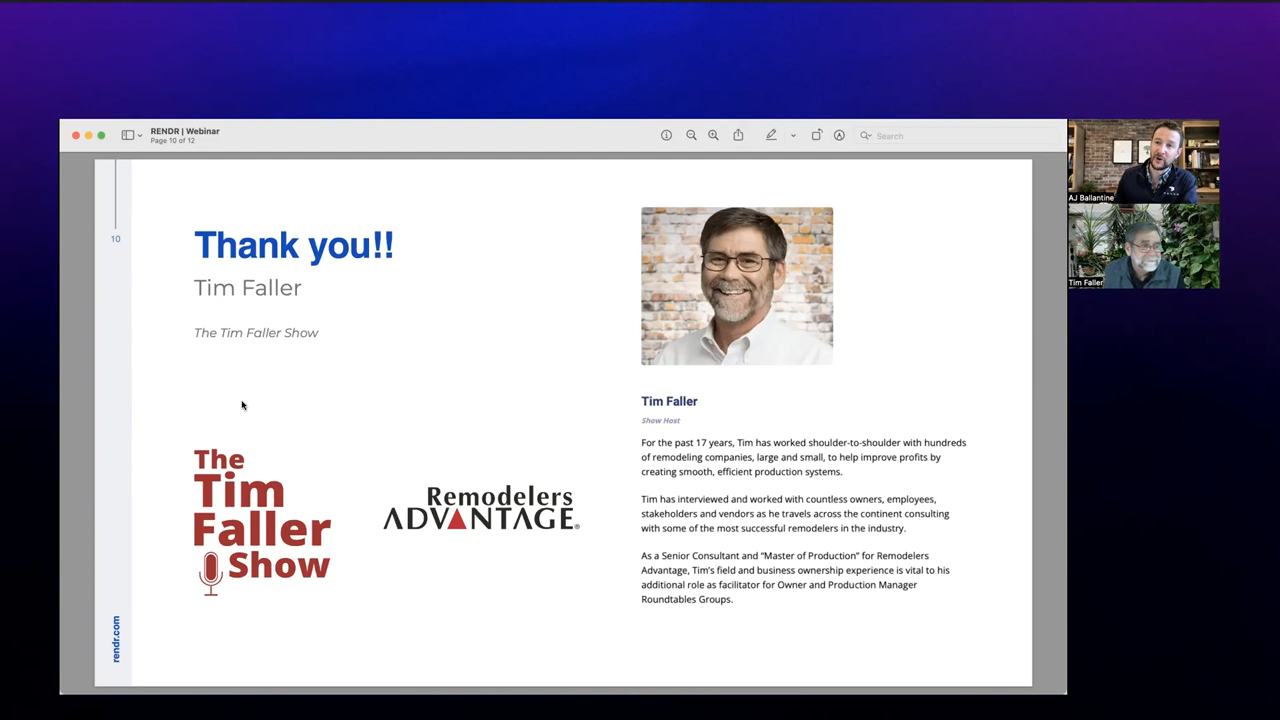 RENDR | Webinar
Page 10 of 12
Search
AJ Ballantine
Tim Faller
10
Thank you!!
Tim Faller
The Tim Faller Show
The
Tim
Faller
Show
Remodelers
ADVANTAGE®
Tim Faller
Show Host
For the past 17 years, Tim has worked shoulder-to-shoulder with hundreds
of remodeling companies, large and small, to help improve profits by
creating smooth, efficient production systems.
Tim has interviewed and worked with countless owners, employees,
stakeholders and vendors as he travels across the continent consulting
with some of the most successful remodelers in the industry.
As a Senior Consultant and “Master of Production” for Remodelers
Advantage, Tim’s field and business ownership experience is vital to his
additional role as facilitator for Owner and Production Manager
Roundtables Groups.
rendr.com